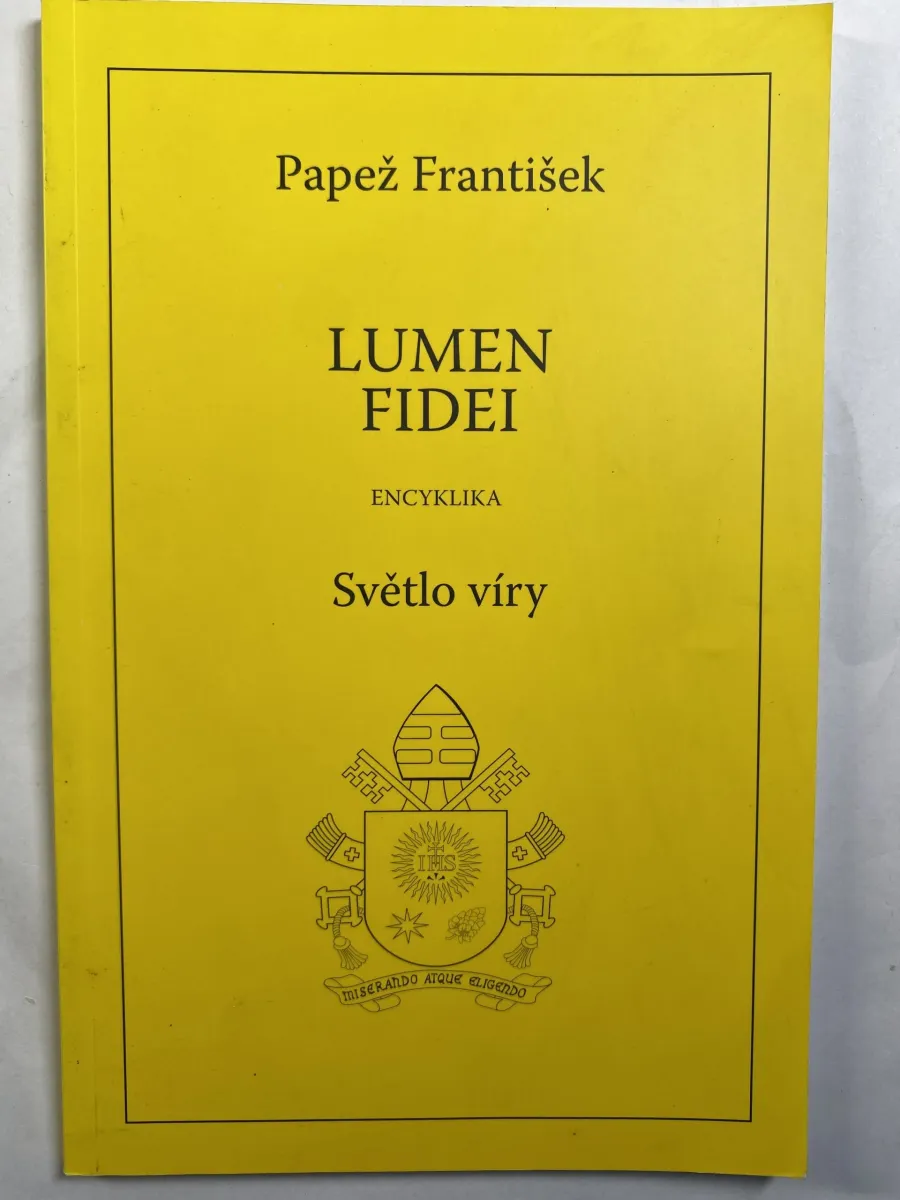 Papež František
LUMEN
FIDEI
ENCYKLIKA
Světlo víry
IHS
MISERANDO ATQUE ELIGENDO